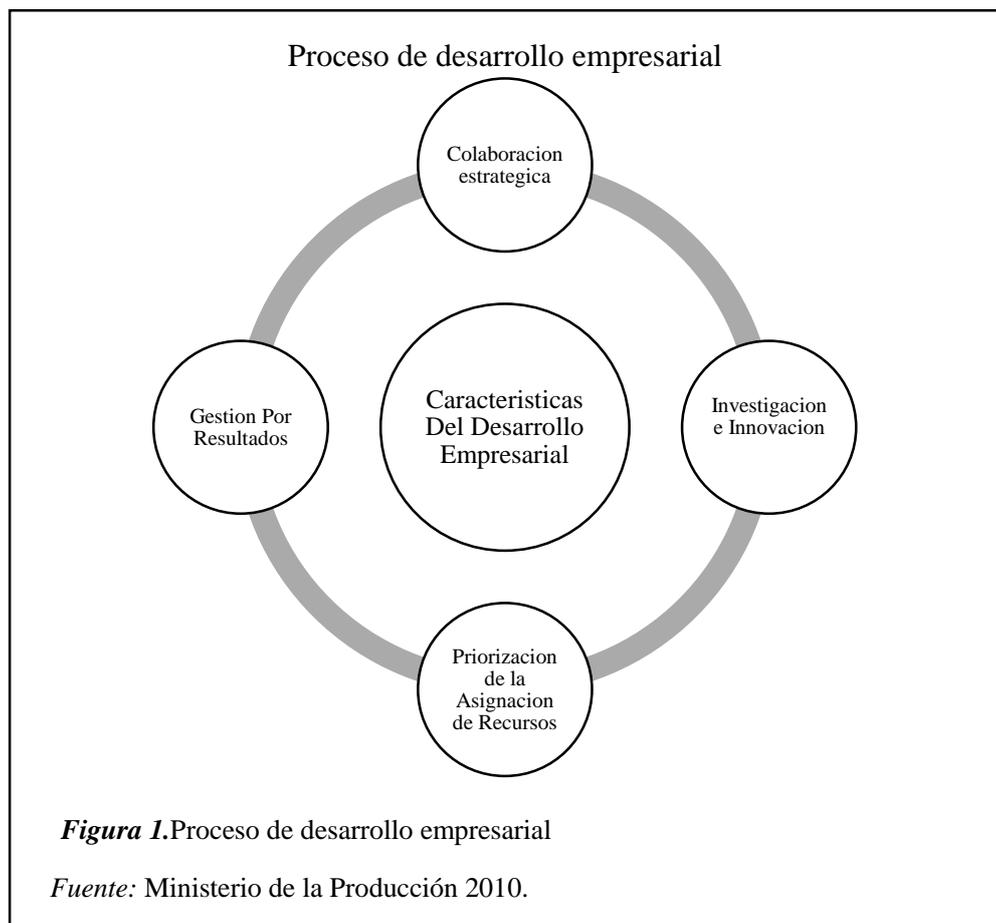 Proceso de desarrollo empresarial
Colaboracion
estrategica
Gestion Por
Resultados
Caracteristicas
Del Desarrollo
Empresarial
Investigacion
e Innovacion
Priorizacion
de la
Asignacion
de Recursos
Figura 1.Proceso de desarrollo empresarial
Fuente: Ministerio de la Producción 2010.